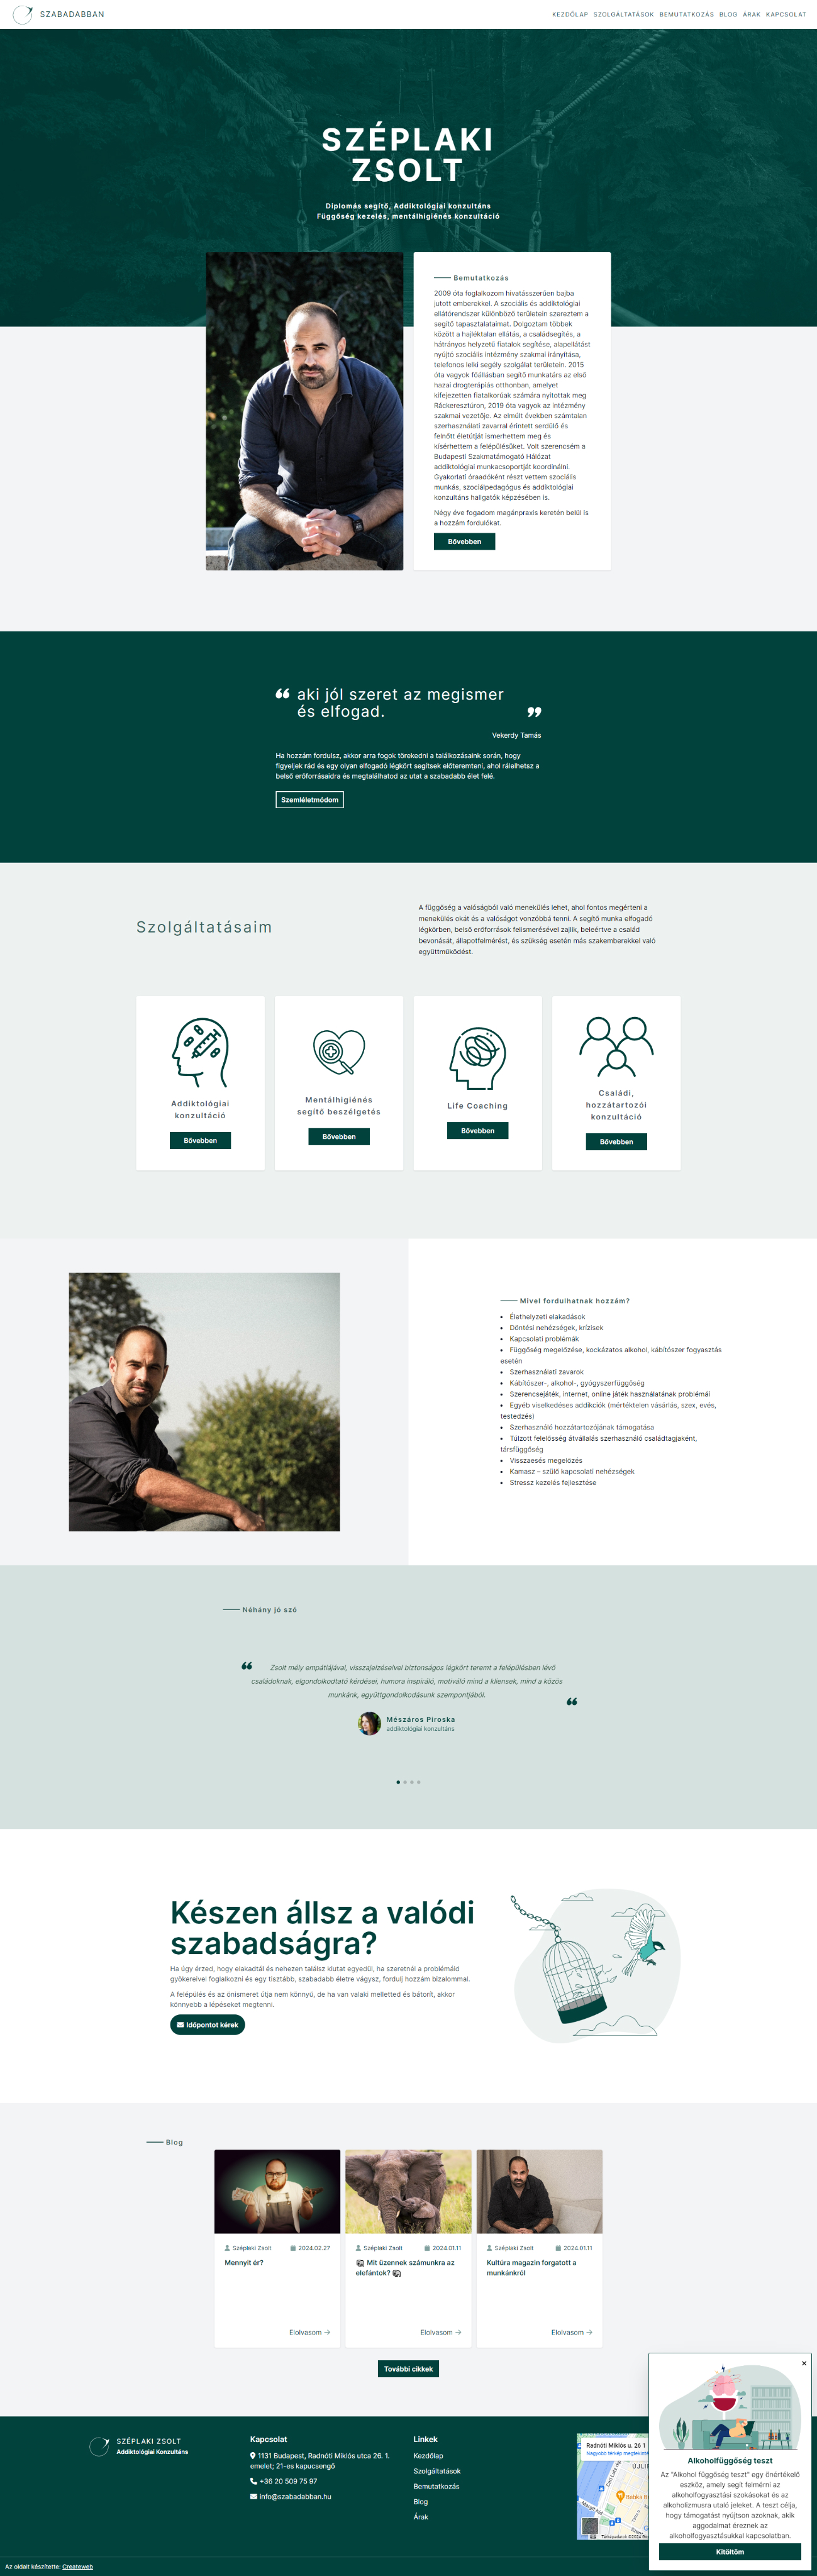 SZABADABBAN
KEZDŐLAP SZOLGÁLTATÁSOK BEMUTATKOZÁS BLOG ÁRAK KAPCSOLAT
SZÉPLAKI
ZSOLT
Diplomás segítő, Addiktológiai konzultáns
Függőség kezelés, mentálhigiénés konzultáció
Bemutatkozás
2009 óta foglalkozom hivatásszerűen bajba
jutott emberekkel. A szociális és addiktológiai
ellátórendszer különböző területein szereztem a
segítő tapasztalataimat. Dolgoztam többek
között a hajléktalan ellátás, a családsegítés, a
hátrányos helyzetű fiatalok segítése, alapellátást
nyújtó szociális intézmény szakmai irányítása,
telefonos lelki segély szolgálat területein. 2015
óta vagyok főállásban segítő munkatárs az első
hazai drogterápiás otthonban, amelyet
kifejezetten fiatalkorúak számára nyitottak meg
Ráckeresztúron, 2019 óta vagyok az intézmény
szakmai vezetője. Az elmúlt években számtalan
szerhasználati zavarral érintett serdülő és
felnőtt életútját ismerhettem meg és
kísérhettem a felépülésüket. Volt szerencsém a
Budapesti Szakmatámogató Hálózat
addiktológiai munkacsoportját koordinálni.
Gyakorlati óraadóként részt vettem szociális
munkás, szociálpedagógus és addiktológiai
konzultáns hallgatók képzésében is.
Négy éve fogadom magánpraxis keretén belül is
a hozzám fordulókat.
Bővebben
aki jól szeret az megismer
és elfogad.
Vekerdy Tamás
Ha hozzám fordulsz, akkor arra fogok törekedni a találkozásaink során, hogy
figyeljek rád és egy olyan elfogadó légkört segítsek előteremteni, ahol rálelhetsz a
belső erőforrásaidra és megtalálhatod az utat a szabadabb élet felé.
Szemléletmódom
Szolgáltatásaim
A függőség a valóságból való menekülés lehet, ahol fontos megérteni a
menekülés okát és a valóságot vonzóbbá tenni. A segítő munka elfogadó
légkörben, belső erőforrások felismerésével zajlik, beleértve a család
bevonását, állapotfelmérést, és szükség esetén más szakemberekkel való
együttműködést.
Addiktológiai
konzultáció
Bővebben
Mentálhigiénés
segítő beszélgetés
Bővebben
Life Coaching
Bővebben
Családi,
hozzátartozói
konzultáció
Bővebben
Mivel fordulhatnak hozzám?
• Élethelyzeti elakadások
• Döntési nehézségek, krízisek
• Kapcsolati problémák
• Függőség megelőzése, kockázatos alkohol, kábítószer fogyasztás
esetén
• Szerhasználati zavarok
• Kábítószer-, alkohol-, gyógyszerfüggőség
• Szerencsejáték, internet, online játék használatának problémái
• Egyéb viselkedéses addikciók (mértéktelen vásárlás, szex, evés,
testedzés)
• Szerhasználó hozzátartozójának támogatása
• Túlzott felelősség átvállalás szerhasználó családtagjaként,
társfüggőség
• Visszaesés megelőzés
• Kamasz – szülő kapcsolati nehézségek
• Stressz kezelés fejlesztése
Néhány jó szó
Zsolt mély empátiájával, visszajelzéseivel biztonságos légkört teremt a felépülésben lévő
családoknak, elgondolkodtató kérdései, humora inspiráló, motiváló mind a kliensek, mind a közös
munkánk, együttgondolkodásunk szempontjából.
Mészáros Piroska
addiktológiai konzultáns
Készen állsz a valódi
szabadságra?
Ha úgy érzed, hogy elakadtál és nehezen találsz kiutat egyedül, ha szeretnél a problémáid
gyökereivel foglalkozni és egy tisztább, szabadabb életre vágysz, fordulj hozzám bizalommal.
A felépülés és az önismeret útja nem könnyű, de ha van valaki melletted és bátorít, akkor
könnyebb a lépéseket megtenni.
Időpontot kérek
Blog
Széplaki Zsolt 2024.02.27
Mennyit ér?
Elolvasom
Széplaki Zsolt 2024.01.11
Mit üzennek számunkra az
elefántok?
Elolvasom
Széplaki Zsolt 2024.01.11
Kultúra magazin forgatott a
munkánkról
Elolvasom
További cikkek
SZÉPLAKI ZSOLT
Addiktológiai Konzultáns
Kapcsolat
1131 Budapest, Radnóti Miklós utca 26. 1.
emelet; 21-es kapucsengő
+36 20 509 75 97
info@szabadabban.hu
Linkek
Kezdőlap
Szolgáltatások
Bemutatkozás
Blog
Árak
Radnóti Miklós u. 26 1
Nagyobb térkép
ÚJLI
Alkoholfüggőség teszt
Az "Alkohol függőség teszt" egy önértékelő
eszköz, amely segít felmérni az
alkoholfogyasztási szokásokat és az
alkoholizmusra utaló jeleket. A teszt célja,
hogy támogatást nyújtson azoknak, akik
aggodalmat éreznek az
alkoholfogyasztásukkal kapcsolatban.
Kitöltöm
Az oldalt készítette: Createweb